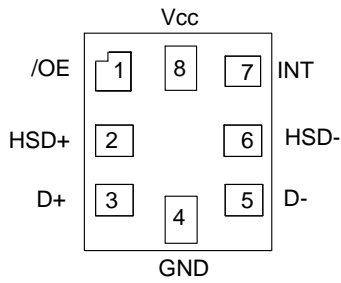 Vcc
/OE 1 8 7 INT
HSD+ 2 6 HSD-
D+ 3 4 5 D-
GND